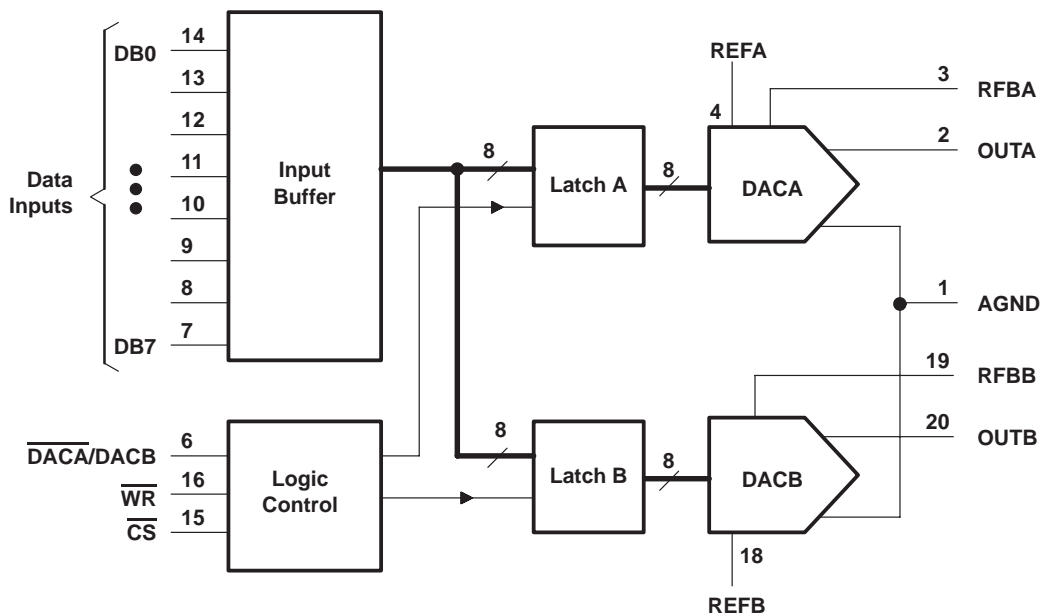 DB0
14
13
12
11
10
9
8
DB7
7
Data
Inputs
Input
Buffer
8
Latch A
8
REFA
4
DACA
3
RFBA
2
OUTA
1
AGND
19
RFBB
20
OUTB
DACA/DACB
6
WR
16
CS
15
Logic
Control
8
Latch B
8
DACB
18
REFB